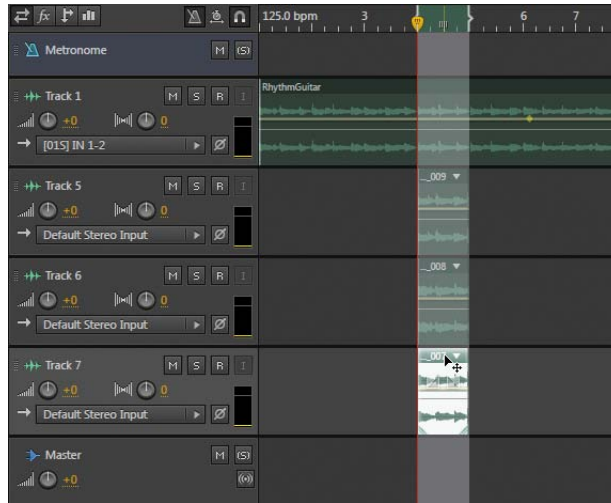 fx
125.0 bpm 3 6 7
Metronome M (S)
Track 1 M S R I
RhythmGuitar
+0 0
[01S] IN 1-2
Track 5 M S R I
..._009
+0 0
Default Stereo Input
Track 6 M S R I
..._008
+0 0
Default Stereo Input
Track 7 M S R I
..._007
+0 0
Default Stereo Input
Master M (S)
+0